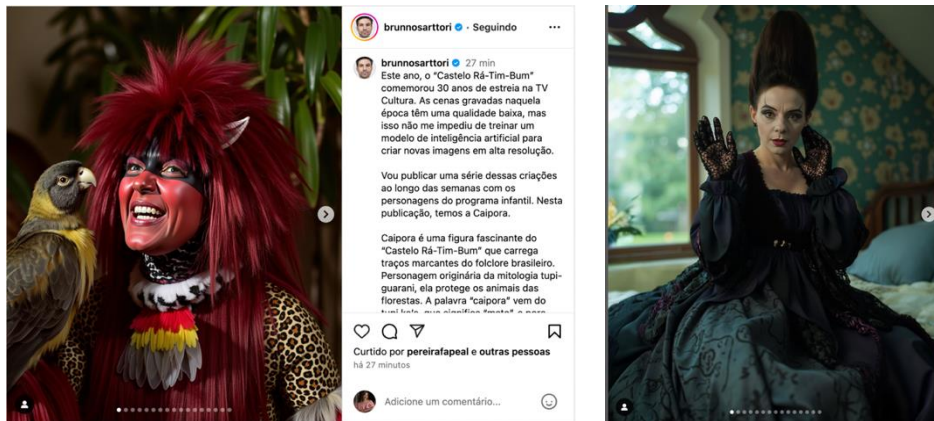 brunnosarttori · Seguindo
brunnosarttori 27 min
Este ano, o “Castelo Rá-Tim-Bum”
comemorou 30 anos de estreia na TV
Cultura. As cenas gravadas naquela
época têm uma qualidade baixa, mas
isso não me impediu de treinar um
modelo de inteligência artificial para
criar novas imagens em alta resolução.
Vou publicar uma série dessas criações
ao longo das semanas com os
personagens do programa infantil. Nesta
publicação, temos a Caipora.
Caipora é uma figura fascinante do
“Castelo Rá-Tim-Bum” que carrega
traços marcantes do folclore brasileiro.
Personagem originária da mitologia tupi-
guarani, ela protege os animais das
florestas. A palavra “caipora” vem do
Curtido por pereirafapeal e outras pessoas
há 27 minutos
Adicione um comentário...